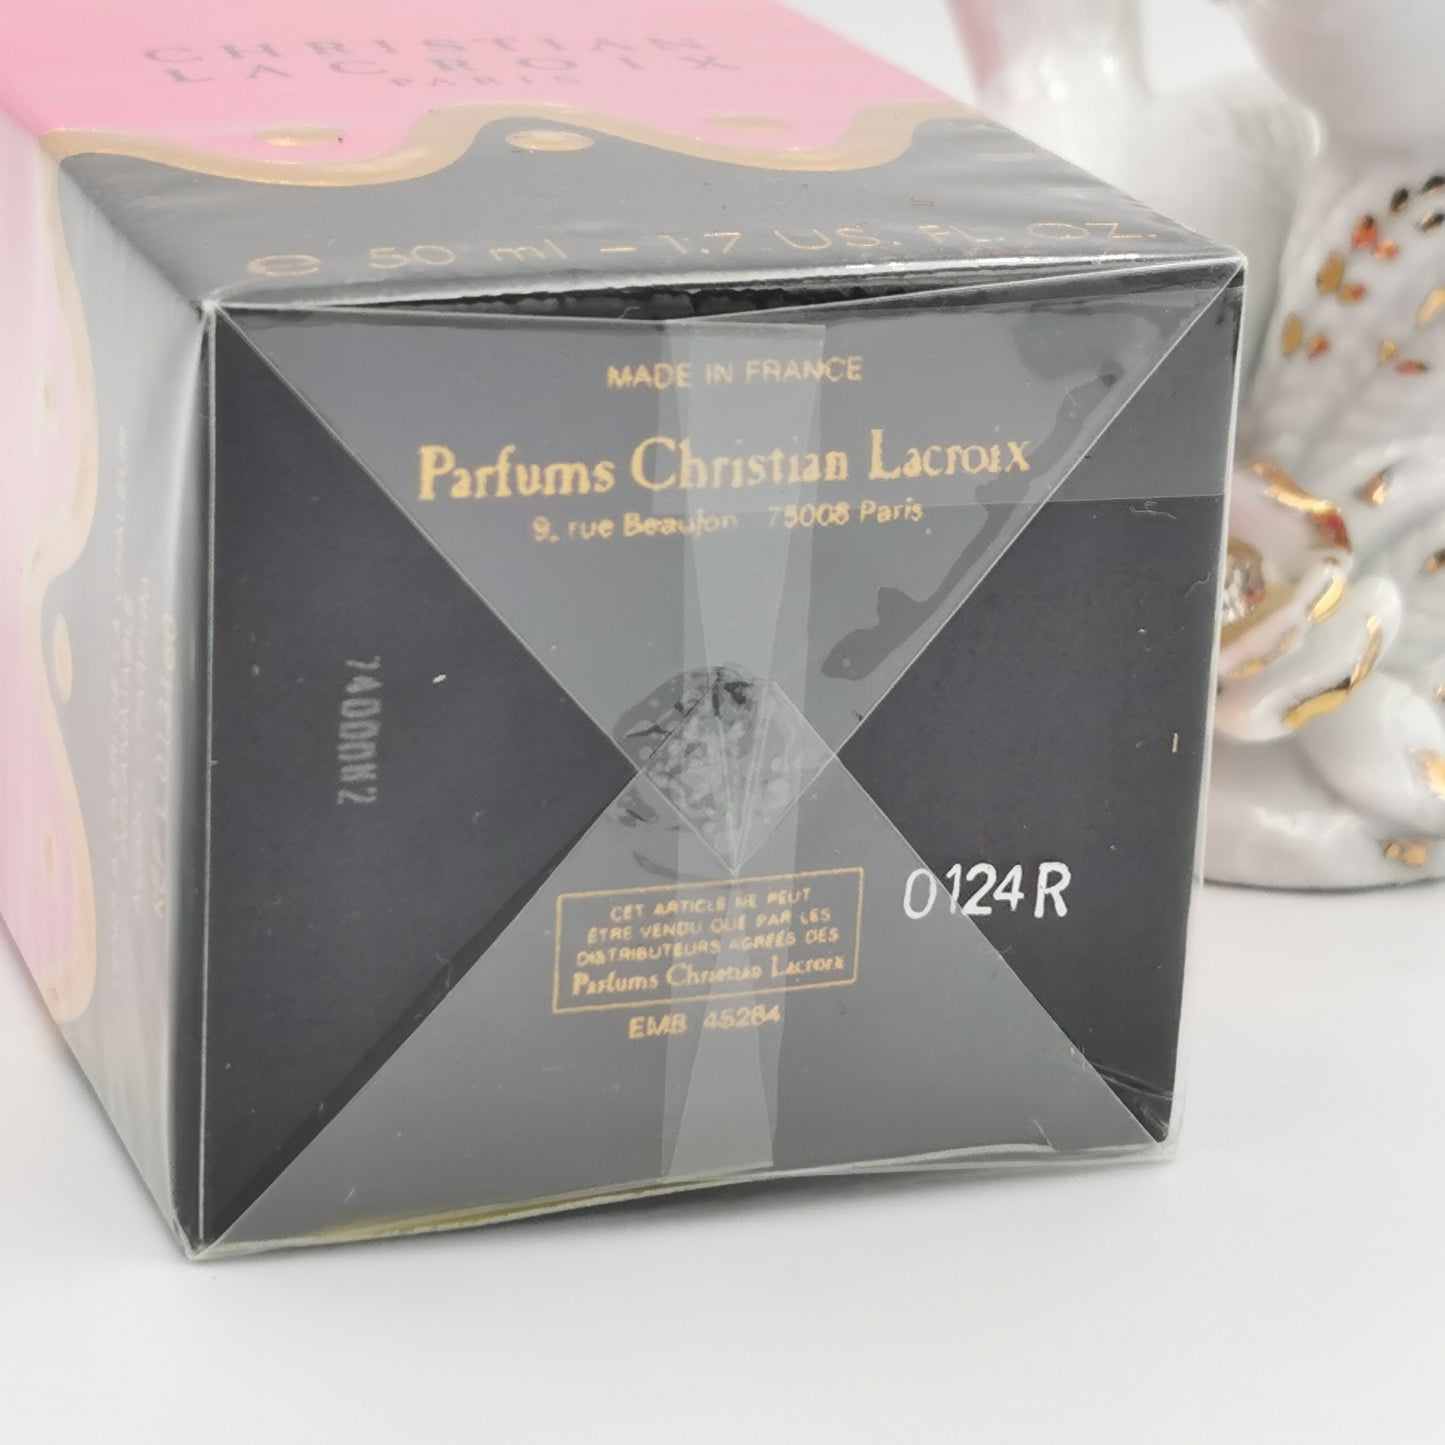 CHRISTIAN
LACROIX
PARIS
e 50 ml – 1.7 US. FL. OZ.
MADE IN FRANCE
Parfums Christian Lacroix
9, rue Beaujon 75008 Paris
0124R
CET ARTICLE NE PEUT
ÊTRE VENDU QUE PAR LES
DISTRIBUTEURS AGRÉÉS DES
Parfums Christian Lacroix
EMB 45284